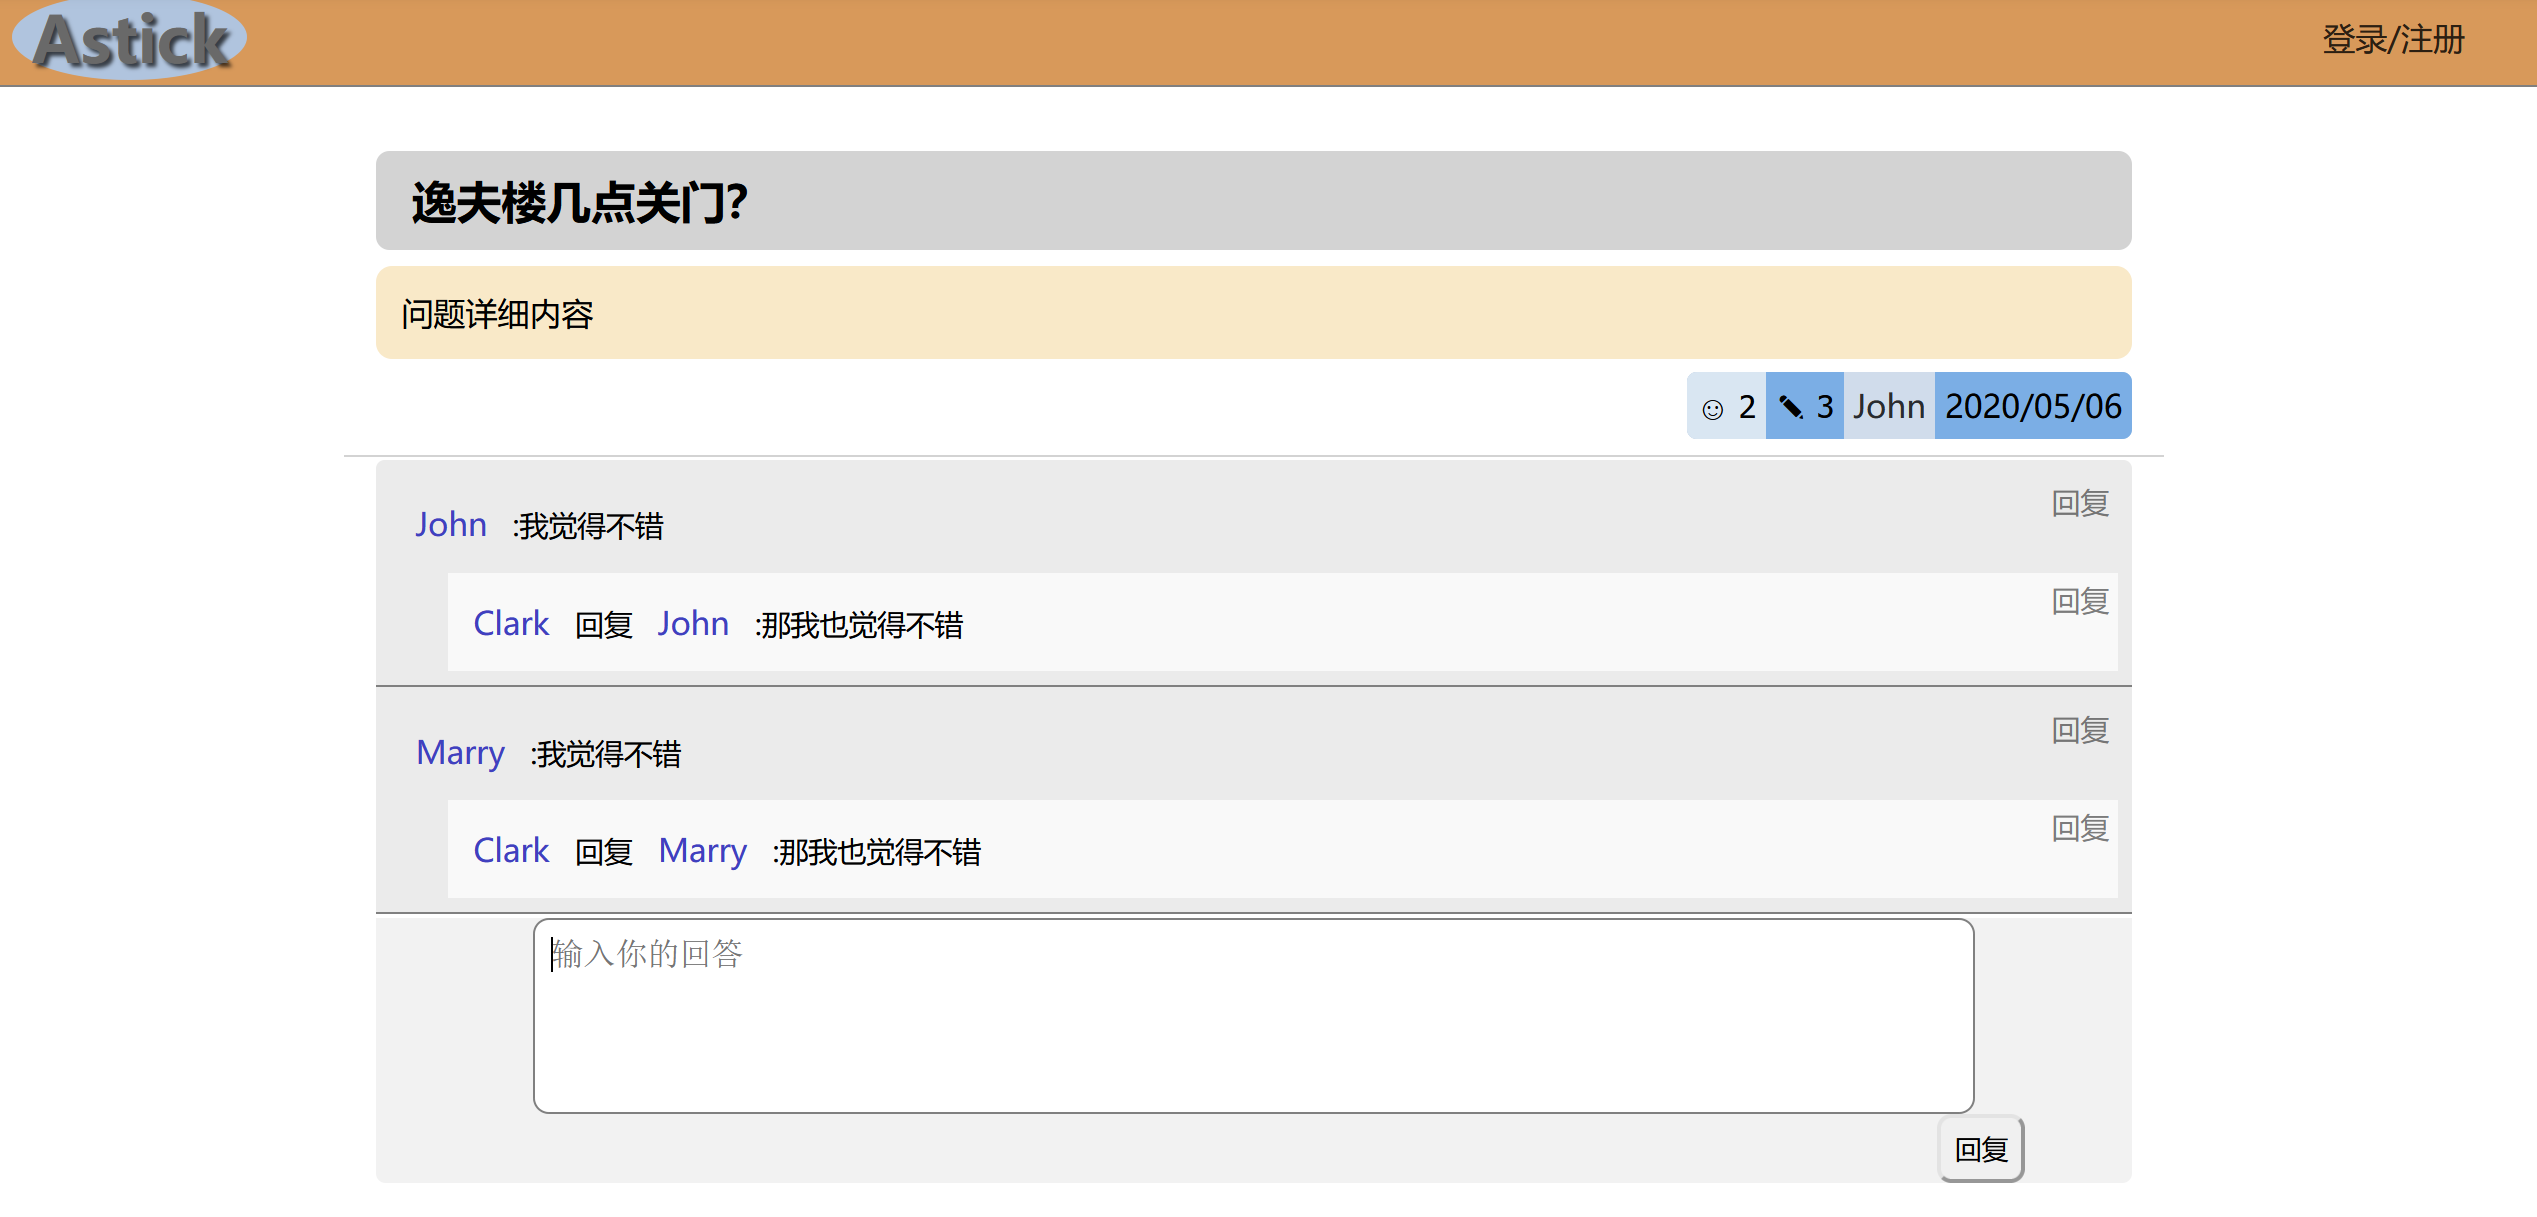 Astick 登录/注册
逸夫楼几点关门?
问题详细内容
☺ 2 ✎ 3 John 2020/05/06
John :我觉得不错 回复
Clark 回复 John :那我也觉得不错 回复
Marry :我觉得不错 回复
Clark 回复 Marry :那我也觉得不错 回复
输入你的回答
回复